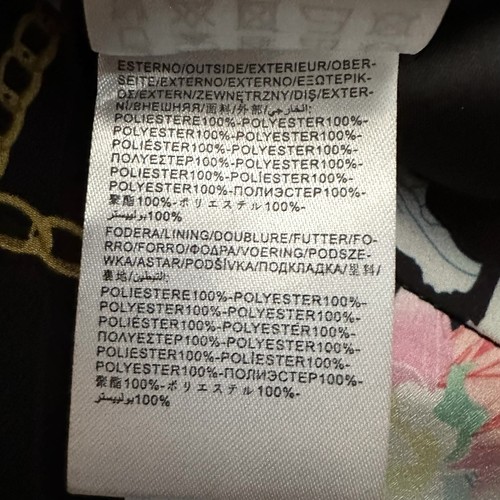 ESTERNO/OUTSIDE/EXTERIEUR/OBER-
SEITE/EXTERNO/EXTERNO/ΕΞΩΤΕΡΙΚ-
ΟΣ/EXTERN/ZEWNĘTRZNY/DIŞ/EXTER-
NÍ/ВНЕШНЯЯ/面料/外部/الخارجي:
POLIESTERE100%-POLYESTER100%-
POLYESTER100%-POLYESTER100%-
POLIÉSTER100%-POLYESTER100%-
ΠΟΛΥΕΣΤΕΡ100%-POLYESTER100%-
POLIESTER100%-POLİESTER100%-
POLYESTER100%-ПОЛИЭСТЕР100%-
聚酯100%-ポリエステル100%-
بوليستر100%
FODERA/LINING/DOUBLURE/FUTTER/FO-
RRO/FORRO/ΦΟΔΡΑ/VOERING/PODSZE-
WKA/ASTAR/PODŠÍVKA/ПОДКЛАДКА/里料/
裏地/التبطين:
POLIESTERE100%-POLYESTER100%-
POLYESTER100%-POLYESTER100%-
POLIÉSTER100%-POLYESTÉR100%-
ΠΟΛΥΕΣΤΕΡ100%-POLYESTER100%-
POLIESTER100%-POLİESTER100%-
POLYESTER100%-ПОЛИЭСТЕР100%-
聚酯100%-ポリエステル100%-
بوليستر100%